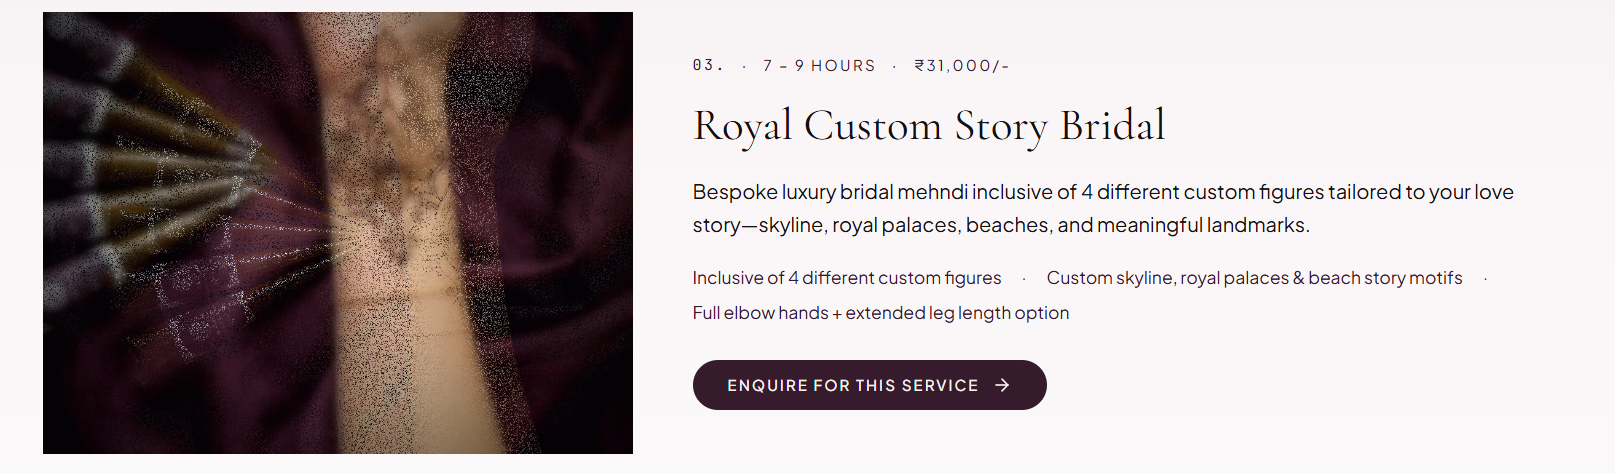 03. · 7 – 9 HOURS · ₹31,000/-
Royal Custom Story Bridal
Bespoke luxury bridal mehndi inclusive of 4 different custom figures tailored to your love
story—skyline, royal palaces, beaches, and meaningful landmarks.
Inclusive of 4 different custom figures · Custom skyline, royal palaces & beach story motifs ·
Full elbow hands + extended leg length option
ENQUIRE FOR THIS SERVICE →